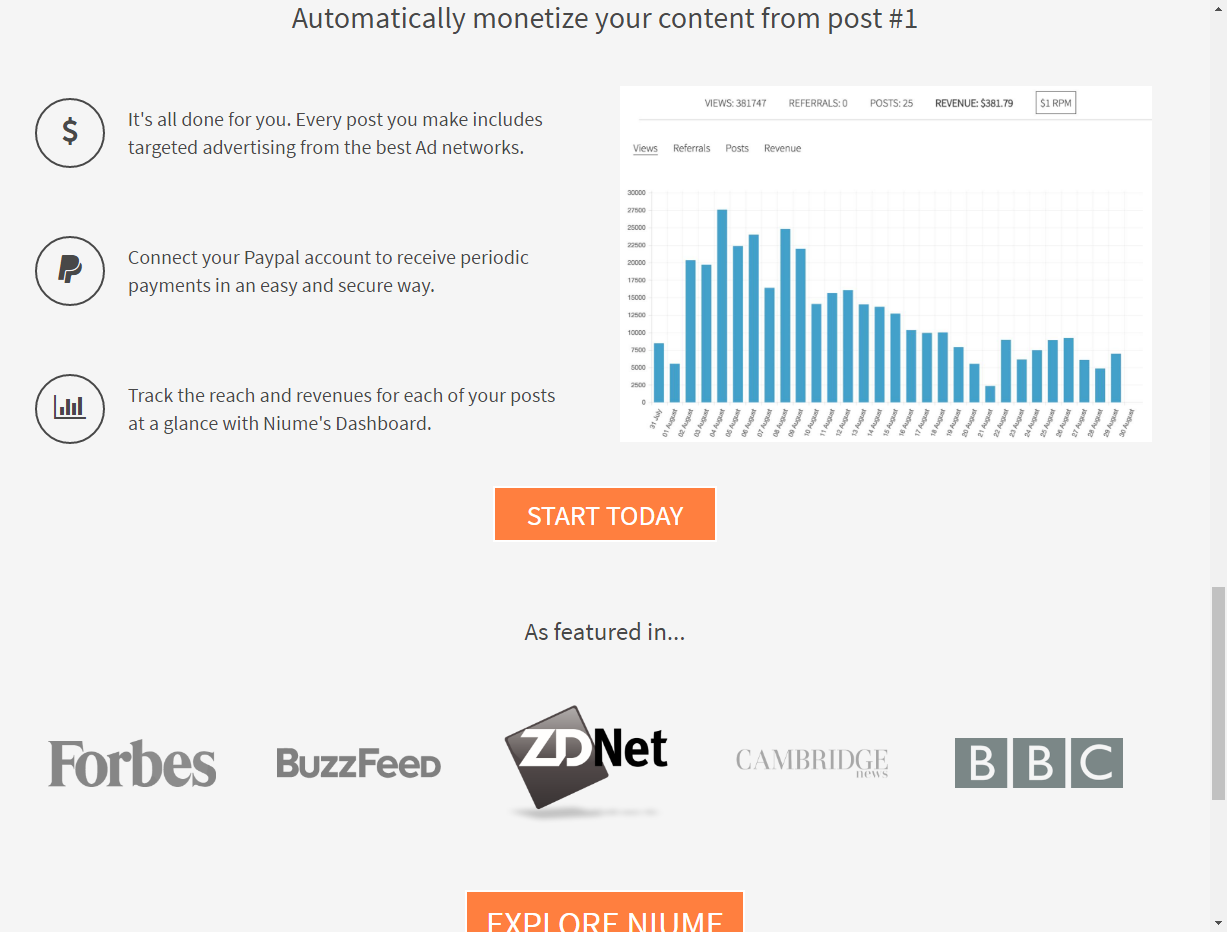 Automatically monetize your content from post #1
$
It's all done for you. Every post you make includes
targeted advertising from the best Ad networks.
Connect your Paypal account to receive periodic
payments in an easy and secure way.
Track the reach and revenues for each of your posts
at a glance with Niume's Dashboard.
VIEWS: 381747 REFERRALS: 0 POSTS: 25 REVENUE: $381.79 $1 RPM
Views Referrals Posts Revenue
30000
27500
25000
22500
20000
17500
15000
12500
10000
7500
5000
2500
0
31 July
01 August
02 August
03 August
04 August
05 August
06 August
07 August
08 August
09 August
10 August
11 August
12 August
13 August
14 August
15 August
16 August
17 August
18 August
19 August
20 August
21 August
22 August
23 August
24 August
25 August
26 August
27 August
28 August
29 August
30 August
START TODAY
As featured in...
Forbes
BuzzFeed
ZDNet
CAMBRIDGE
news
BBC
EXPLORE NIUME